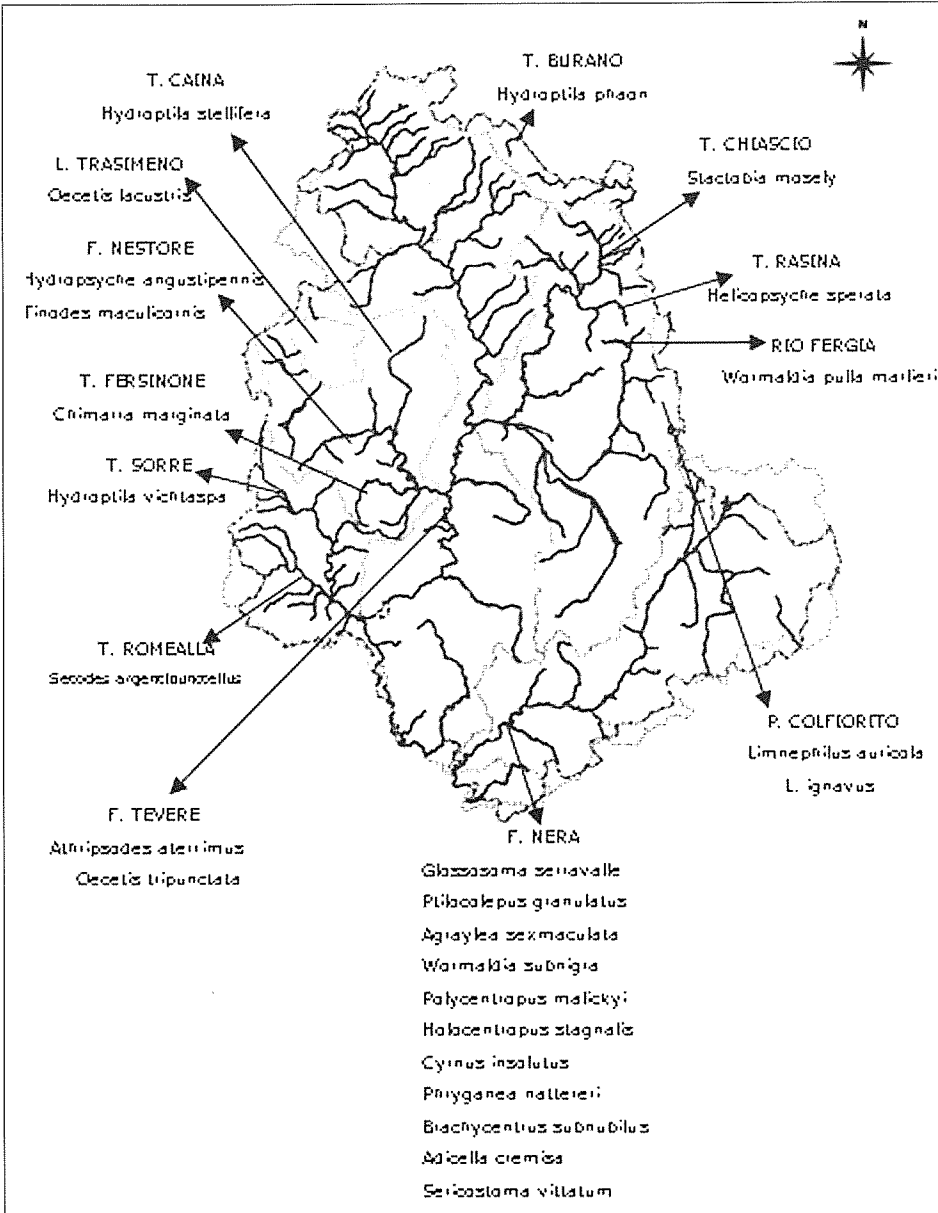 N
T. BURANO
Hydroptila phaon
T. CAINA
Hydroptila stellifera
T. CHIASCIO
Stactobia mosely
L. TRASIMENO
Oecetis lacustris
F. NESTORE
Hydropsyche angustipennis
Tinodes maculicornis
T. RASINA
Helicopsyche sperata
RIO FERGIA
Wormaldia pulla marlieri
T. FERSINONE
Chimarra marginata
T. SORRE
Hydroptila vichtaspa
T. ROMEALLA
Setodes argentipunctellus
P. COLFIORITO
Limnephilus auricola
L. ignavus
F. TEVERE
Athripsodes aterrimus
Oecetis tripunctata
F. NERA
Glossosoma serravalle
Ptilocolepus granulatus
Agraylea sexmaculata
Wormaldia subnigra
Polycentropus malickyi
Holocentropus stagnalis
Cyrnus insolutus
Phryganea nattereri
Brachycentrus subnubilus
Adicella cremisa
Sericostoma vittatum